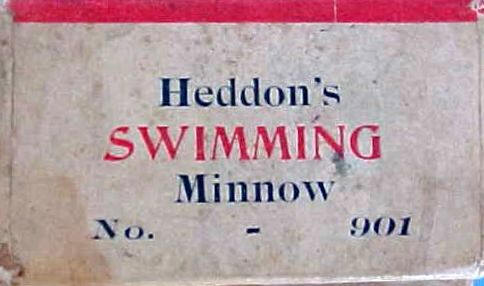 Heddon's
SWIMMING
Minnow
No. - 901